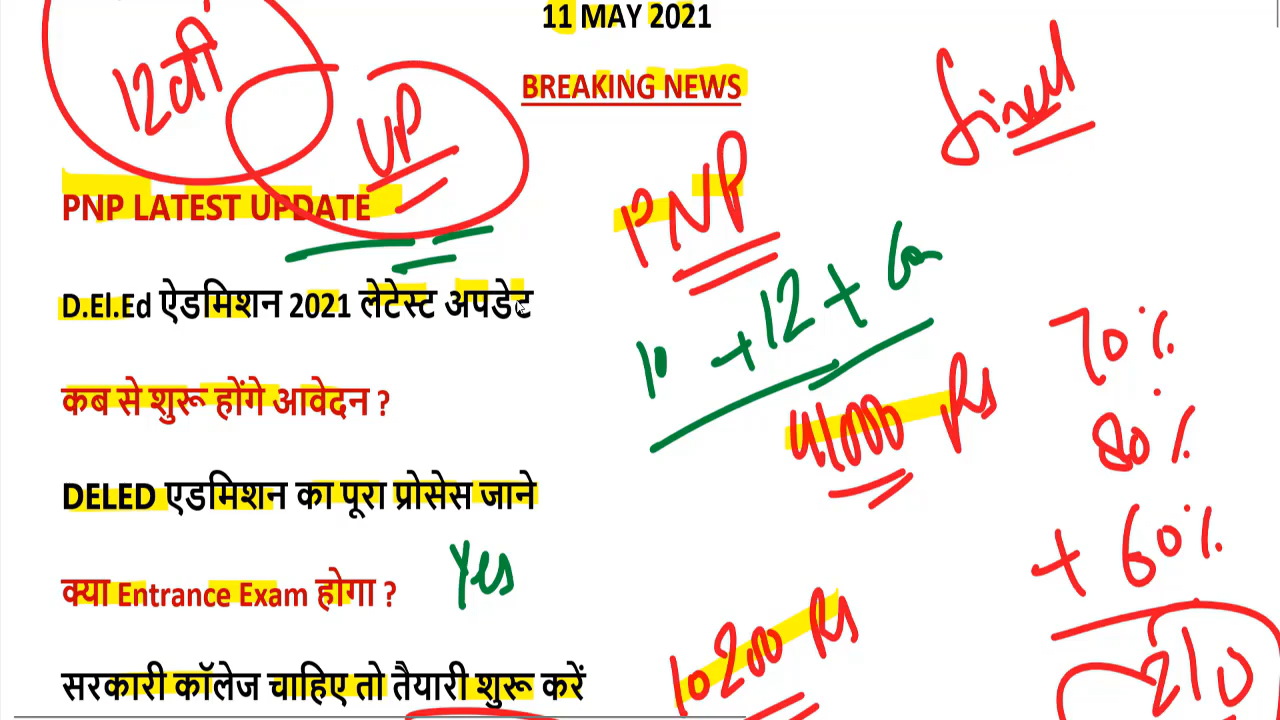 11 MAY 2021
BREAKING NEWS
12वीं
UP
final
PNP LATEST UPDATE
PNP
10 + 12 +
D.El.Ed ऐडमिशन 2021 लेटेस्ट अपडेट
70%
कब से शुरू होंगे आवेदन ?
41000 Rs
80%
DELED एडमिशन का पूरा प्रोसेस जाने
+ 60%
क्या Entrance Exam होगा ?
Yes
210
सरकारी कॉलेज चाहिए तो तैयारी शुरू करें
10200 Rs